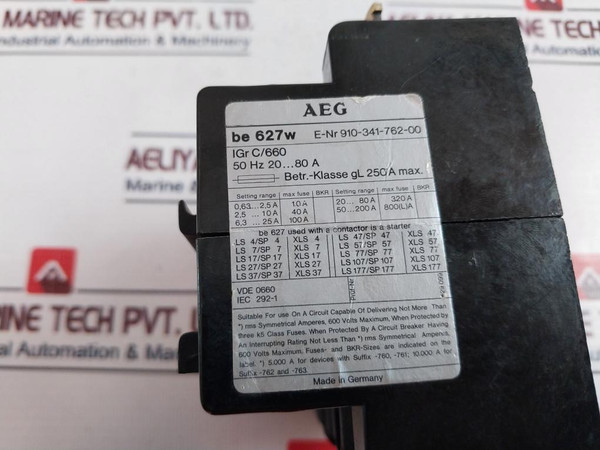 MARINE TECH PVT. LTD.
Industrial Automation & Marine
MARINE TECH
Industrial Automation
AELIYA
Marine &
TECH PVT. LTD.
Automation & Marine
AEG
be 627w E-Nr 910-341-762-00
IGr C/660
50 Hz 20...80 A
Betr.-Klasse gL 250 A max.
Setting range max fuse BKR Setting range max fuse BKR
0,63... 2,5 A 10 A 20... 80 A 320 A
2,5 ... 10 A 40 A 50...200 A 800(L)A
6,3 ... 25 A 100 A
be 627 used with a contactor is a starter
LS 4/SP 4 XLS 4 LS 47/SP 47 XLS 47
LS 7/SP 7 XLS 7 LS 57/SP 57 XLS 57
LS 17/SP 17 XLS 17 LS 77/SP 77 XLS 77
LS 27/SP 27 XLS 27 LS 107/SP 107 XLS 107
LS 37/SP 37 XLS 37 LS 177/SP 177 XLS 177
VDE 0660
IEC 292-1
Suitable For Use On A Circuit Capable Of Delivering Not More Than
*) rms Symmetrical Amperes, 600 Volts Maximum, When Protected by
three k5 Class Fuses. When Protected By A Circuit Breaker Having
An Interrupting Rating Not Less Than *) rms Symmetrical Amperes,
600 Volts Maximum, Fuses- and BKR-Sizes are indicated on the
label. *) 5,000 A for devices with Suffix -760, -761; 10,000 A for
Suffix -762 and -763.
Made in Germany